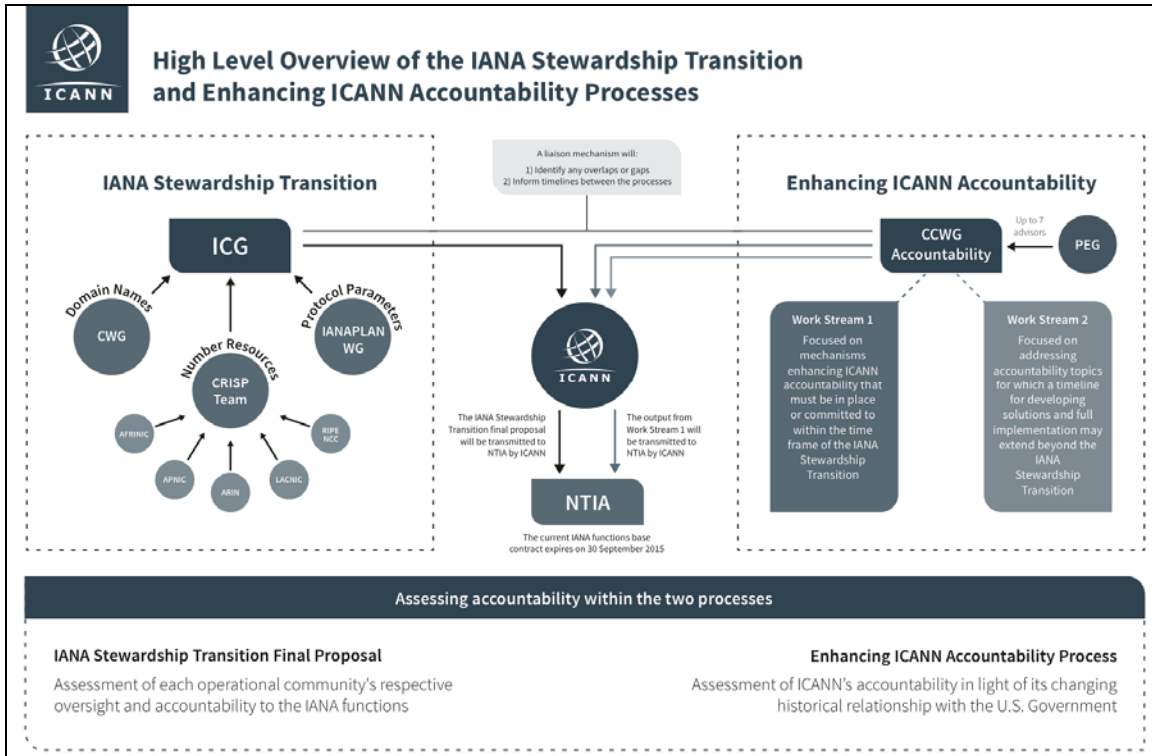 ICANN
High Level Overview of the IANA Stewardship Transition
and Enhancing ICANN Accountability Processes
A liaison mechanism will:
1) Identify any overlaps or gaps
2) Inform timelines between the processes
IANA Stewardship Transition
ICG
Domain Names
CWG
Number Resources
CRISP
Team
Protocol Parameters
IANAPLAN
WG
AFRINIC
APNIC
ARIN
LACNIC
RIPE
NCC
ICANN
The IANA Stewardship
Transition final proposal
will be transmitted to
NTIA by ICANN
The output from
Work Stream 1 will
be transmitted to
NTIA by ICANN
NTIA
The current IANA functions base
contract expires on 30 September 2015
Enhancing ICANN Accountability
CCWG
Accountability
Up to 7
advisors
PEG
Work Stream 1
Focused on
mechanisms
enhancing ICANN
accountability that
must be in place
or committed to
within the time
frame of the IANA
Stewardship
Transition
Work Stream 2
Focused on
addressing
accountability topics
for which a timeline
for developing
solutions and full
implementation may
extend beyond the
IANA
Stewardship
Transition
Assessing accountability within the two processes
IANA Stewardship Transition Final Proposal
Assessment of each operational community's respective
oversight and accountability to the IANA functions
Enhancing ICANN Accountability Process
Assessment of ICANN's accountability in light of its changing
historical relationship with the U.S. Government